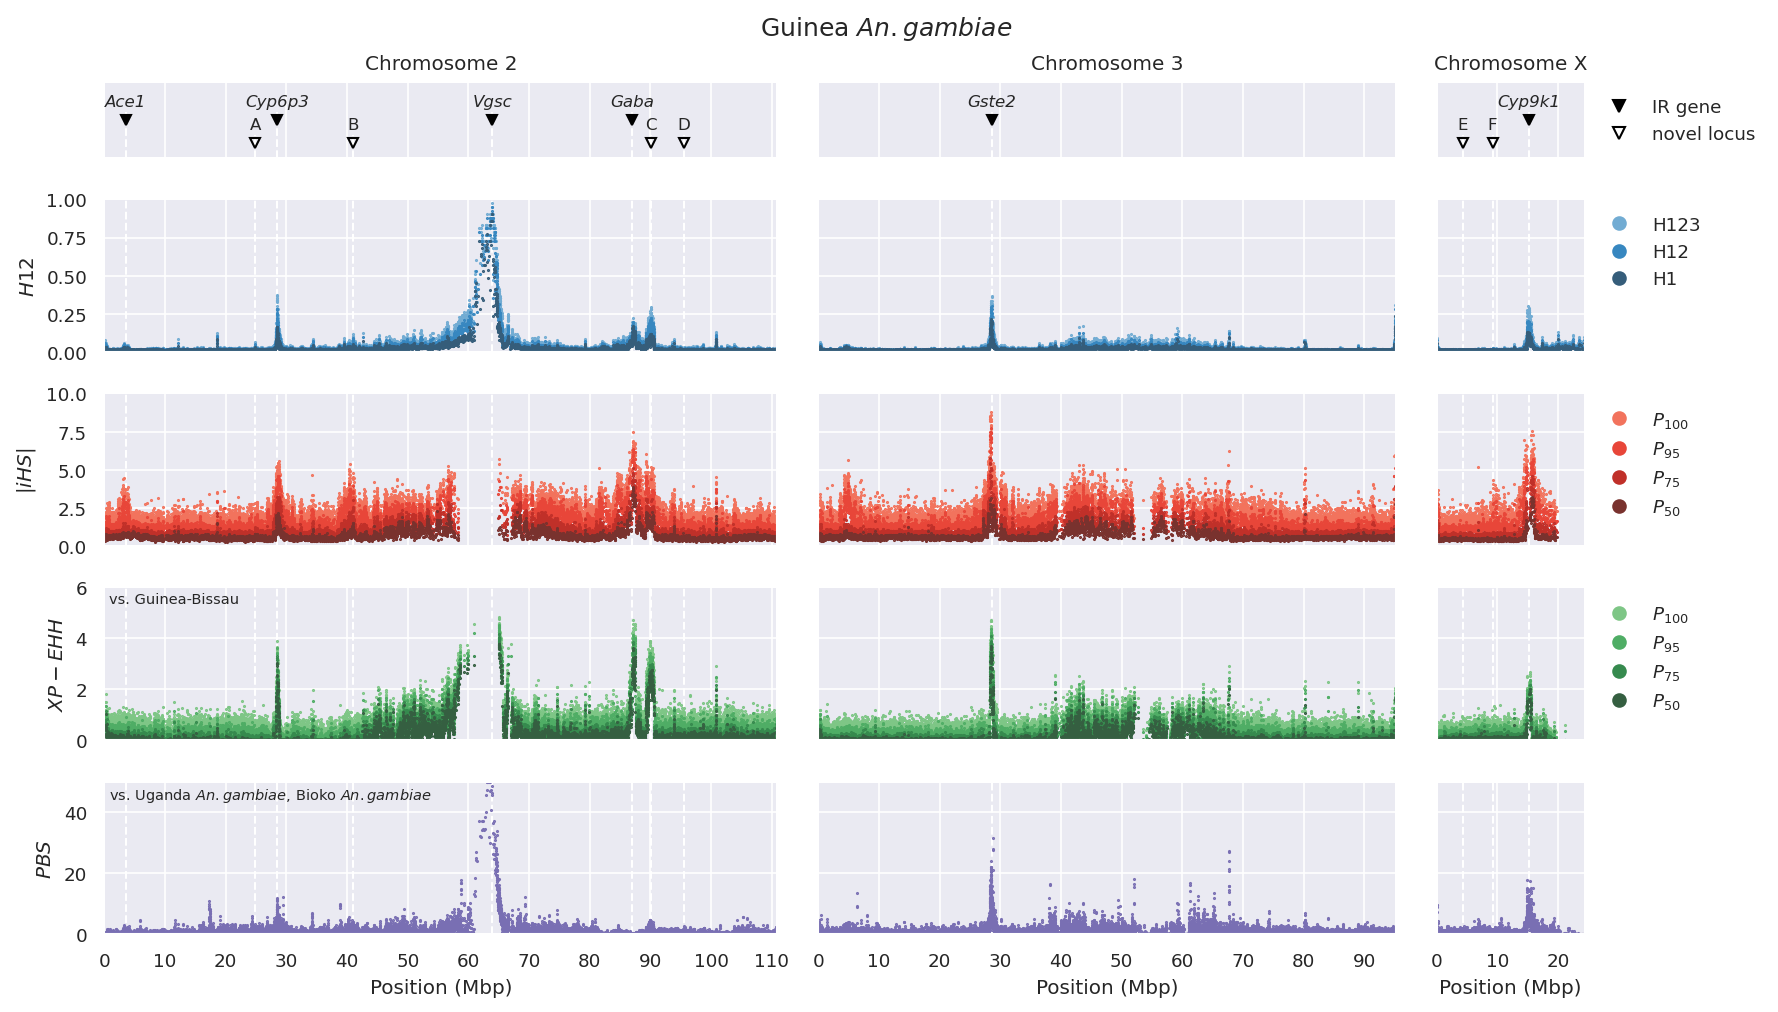 Guinea An. gambiae
Chromosome 2
Chromosome 3
Chromosome X
Ace1
Cyp6p3
Vgsc
Gaba
Gste2
Cyp9k1
A
B
C
D
E
F
IR gene
novel locus
1.00
0.75
0.50
0.25
0.00
H12
H123
H12
H1
10.0
7.5
5.0
2.5
0.0
|iHS|
P100
P95
P75
P50
6
4
2
0
XP − EHH
vs. Guinea-Bissau
P100
P95
P75
P50
40
20
0
PBS
vs. Uganda An. gambiae, Bioko An. gambiae
0 10 20 30 40 50 60 70 80 90 100 110
0 10 20 30 40 50 60 70 80 90
0 10 20
Position (Mbp)
Position (Mbp)
Position (Mbp)